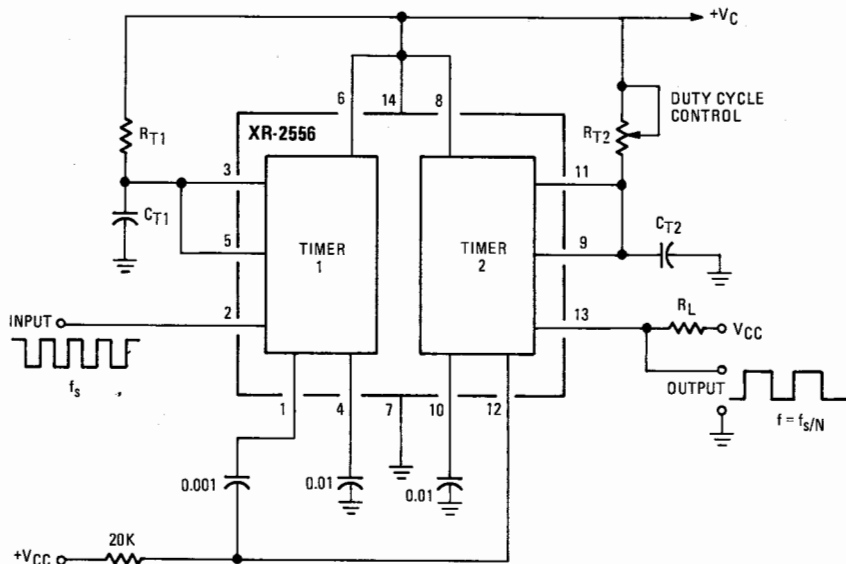 +VC
6
14
8
DUTY CYCLE
CONTROL
XR-2556
RT1
RT2
3
11
CT1
CT2
5
TIMER
1
TIMER
2
9
RL
INPUT
2
13
VCC
fs
OUTPUT
f = fs/N
1
4
7
10
12
0.001
0.01
0.01
20K
+VCC